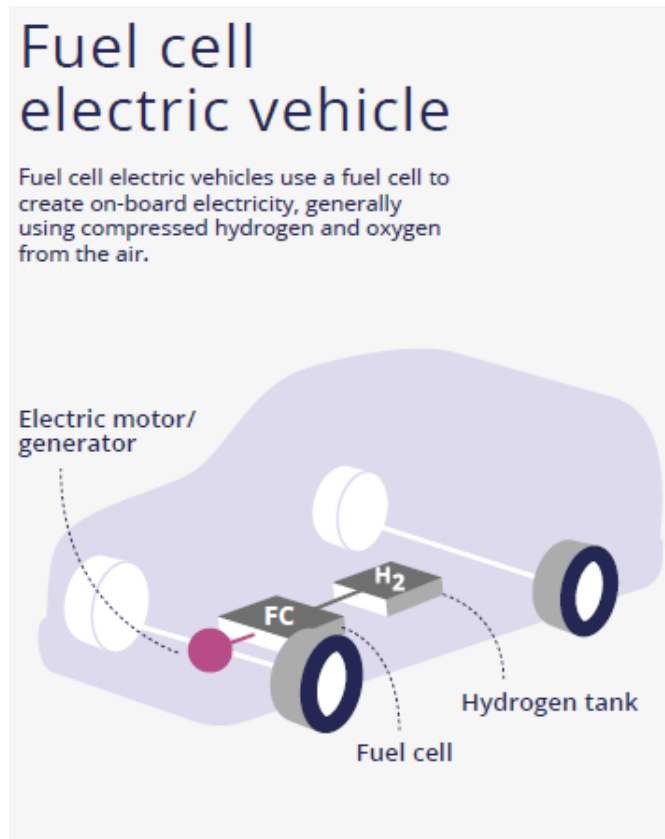 Fuel cell
electric vehicle
Fuel cell electric vehicles use a fuel cell to
create on-board electricity, generally
using compressed hydrogen and oxygen
from the air.
Electric motor/
generator
H2
FC
Hydrogen tank
Fuel cell